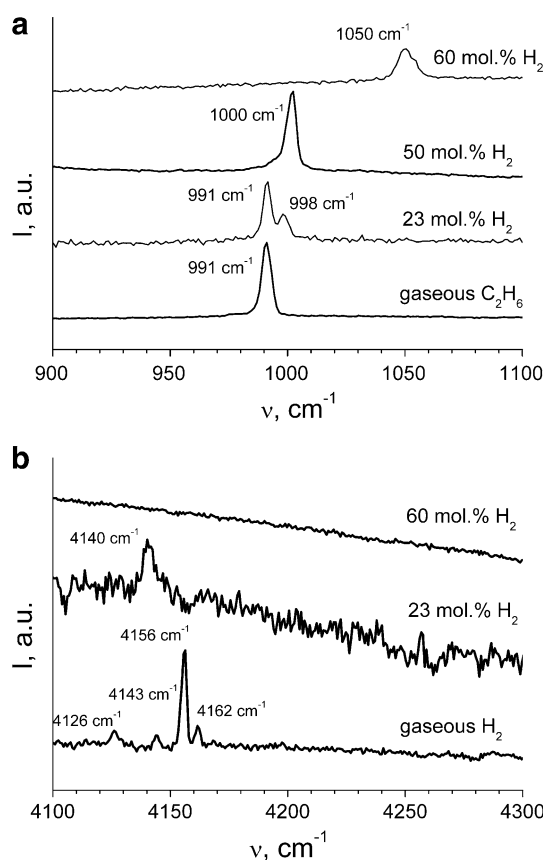 a
1050 cm⁻¹
60 mol.% H₂
1000 cm⁻¹
50 mol.% H₂
991 cm⁻¹
998 cm⁻¹
23 mol.% H₂
991 cm⁻¹
gaseous C₂H₆
I, a.u.
900 950 1000 1050 1100
ν, cm⁻¹
b
60 mol.% H₂
4140 cm⁻¹
23 mol.% H₂
4156 cm⁻¹
4143 cm⁻¹
4162 cm⁻¹
4126 cm⁻¹
gaseous H₂
I, a.u.
4100 4150 4200 4250 4300
ν, cm⁻¹